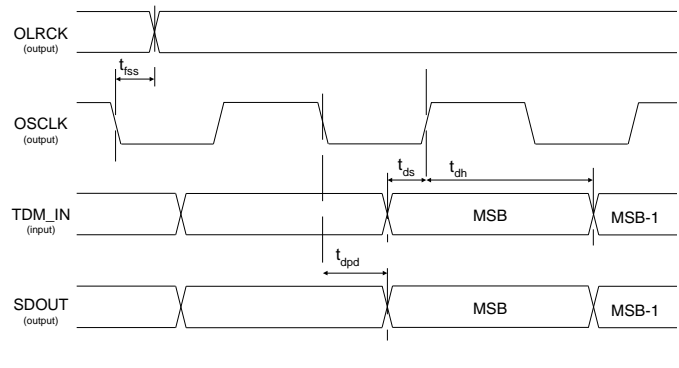 OLRCK
(output)
tfss
OSCLK
(output)
tds
tdh
TDM_IN
(input)
MSB
MSB-1
tdpd
SDOUT
(output)
MSB
MSB-1